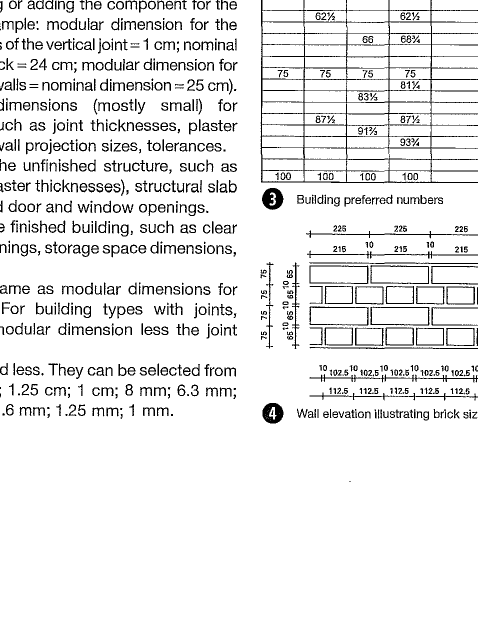 g or adding the component for the
mple: modular dimension for the
s of the vertical joint = 1 cm; nominal
ck = 24 cm; modular dimension for
valls = nominal dimension = 25 cm).
dimensions (mostly small) for
uch as joint thicknesses, plaster
wall projection sizes, tolerances.
he unfinished structure, such as
aster thicknesses), structural slab
d door and window openings.
e finished building, such as clear
nings, storage space dimensions,
ame as modular dimensions for
For building types with joints,
modular dimension less the joint
d less. They can be selected from
; 1.25 cm; 1 cm; 8 mm; 6.3 mm;
.6 mm; 1.25 mm; 1 mm.
62½ 62½
66 68¾
75 75 75 75
81¼
83⅓
87½ 87½
91⅔
93¾
100 100 100 100
3 Building preferred numbers
225 225 225
215 10 215 10 215
75 10 65
75 10 65
75 10 65
75 10 65
10 102.5 10 102.5 10 102.5 10 102.5 10 102.5 10
112.5 112.5 112.5 112.5 112.5
4 Wall elevation illustrating brick siz